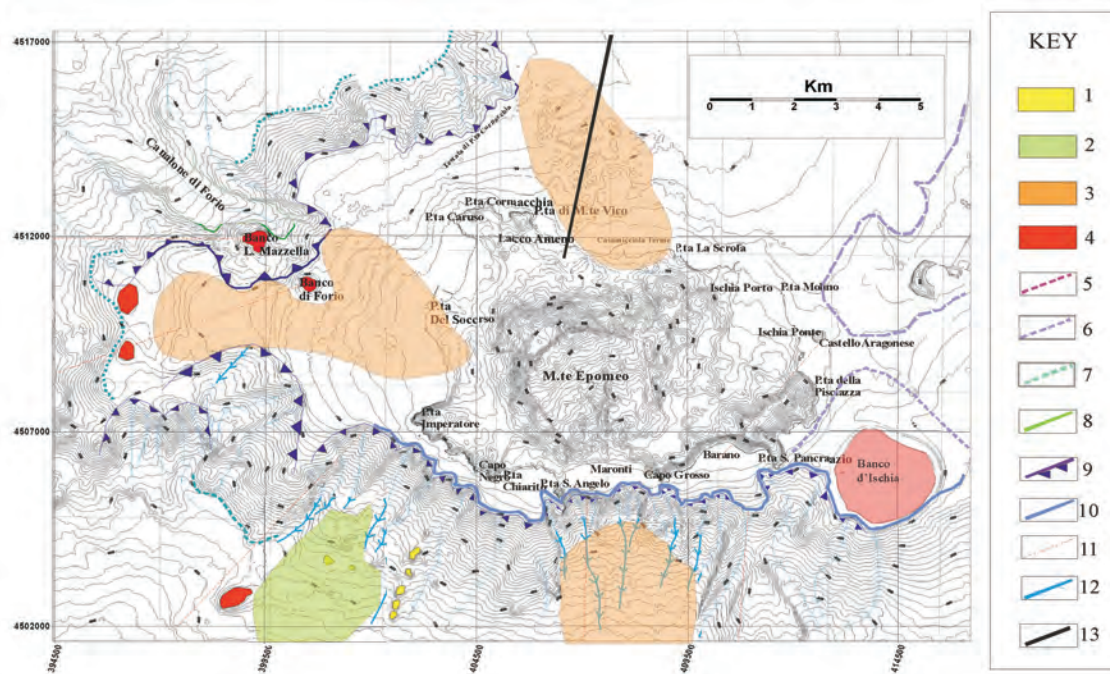 4517000
4512000
4507000
4502000
394500
399500
404500
409500
414500
Km
0 1 2 3 4 5
Canalone di Forio
P.ta Cormacchia
P.ta Caruso
P.ta di M.te Vico
Lacco Ameno
Casamicciola Terme
P.ta La Scrofa
Banco
L. Mazzella
Banco
di Forio
P.ta
Del Soccrso
Ischia Porto
P.ta Molino
Ischia Ponte
Castello Aragonese
M.te Epomeo
P.ta della
Pisciazza
P.ta
Imperatore
Capo
Negro
P.ta
Chiarito
P.ta S. Angelo
Maronti
Capo Grosso
Barano
P.ta S. Pancrazio
Banco
d'Ischia
KEY
1
2
3
4
5
6
7
8
9
10
11
12
13